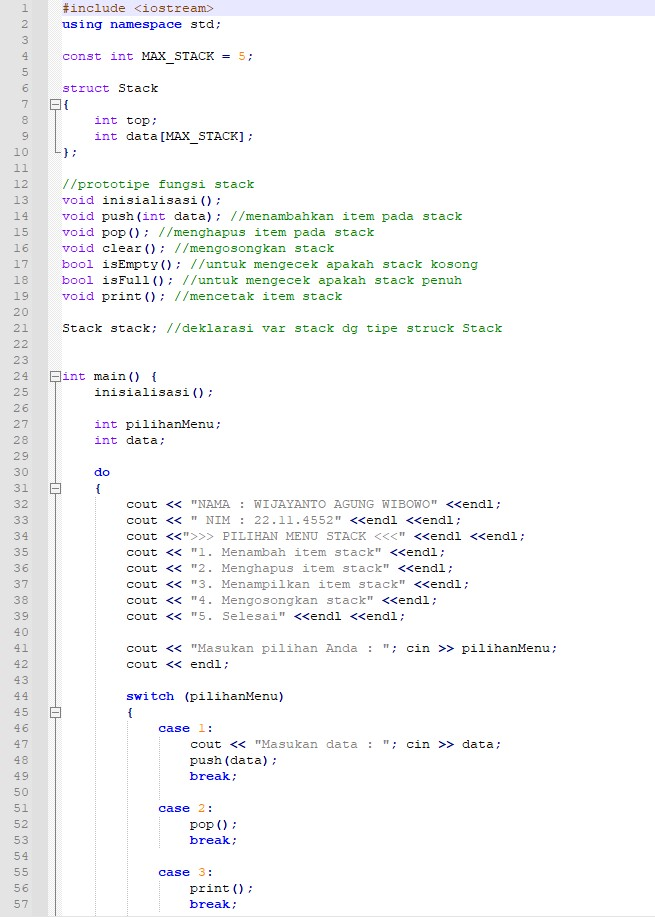 1 #include <iostream>
2 using namespace std;
3
4 const int MAX_STACK = 5;
5
6 struct Stack
7 {
8 int top;
9 int data[MAX_STACK];
10 };
11
12 //prototipe fungsi stack
13 void inisialisasi();
14 void push(int data); //menambahkan item pada stack
15 void pop(); //menghapus item pada stack
16 void clear(); //mengosongkan stack
17 bool isEmpty(); //untuk mengecek apakah stack kosong
18 bool isFull(); //untuk mengecek apakah stack penuh
19 void print(); //mencetak item stack
20
21 Stack stack; //deklarasi var stack dg tipe struck Stack
22
23
24 int main() {
25 inisialisasi();
26
27 int pilihanMenu;
28 int data;
29
30 do
31 {
32 cout << "NAMA : WIJAYANTO AGUNG WIBOWO" <<endl;
33 cout << " NIM : 22.11.4552" <<endl <<endl;
34 cout <<">>> PILIHAN MENU STACK <<<" <<endl <<endl;
35 cout << "1. Menambah item stack" <<endl;
36 cout << "2. Menghapus item stack" <<endl;
37 cout << "3. Menampilkan item stack" <<endl;
38 cout << "4. Mengosongkan stack" <<endl;
39 cout << "5. Selesai" <<endl <<endl;
40
41 cout << "Masukan pilihan Anda : "; cin >> pilihanMenu;
42 cout << endl;
43
44 switch (pilihanMenu)
45 {
46 case 1:
47 cout << "Masukan data : "; cin >> data;
48 push(data);
49 break;
50
51 case 2:
52 pop();
53 break;
54
55 case 3:
56 print();
57 break;